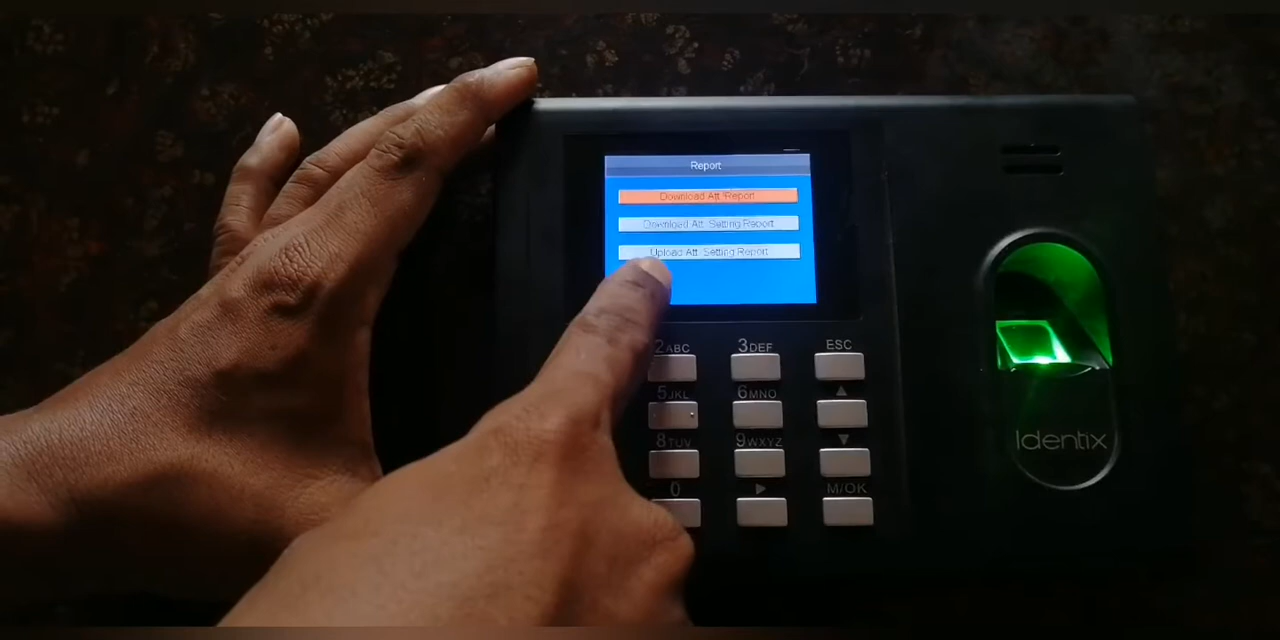 Report
Download Att. Report
Download Att. Setting Report
Upload Att. Setting Report
2ABC
3DEF
ESC
5JKL
6MNO
▲
8TUV
9WXYZ
▼
0
▶
M/OK
Identix